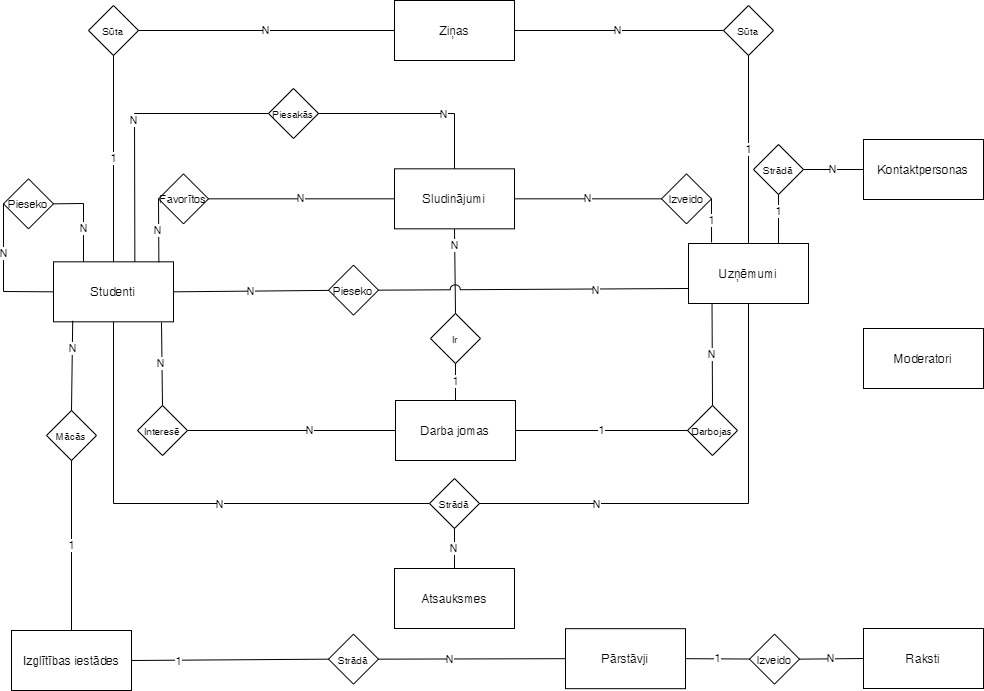 Sūta
N
Ziņas
N
Sūta
Piesakās
N
N
1
1
Strādā
N
Kontaktpersonas
Pieseko
N
N
Favorītos
N
N
Sludinājumi
N
Izveido
1
1
N
Studenti
N
Pieseko
N
Uzņēmumi
Ir
1
N
N
N
Moderatori
Mācās
Interesē
N
Darba jomas
1
Darbojas
N
Strādā
N
N
1
Atsauksmes
Izglītības iestādes
1
Strādā
N
Pārstāvji
1
Izveido
N
Raksti